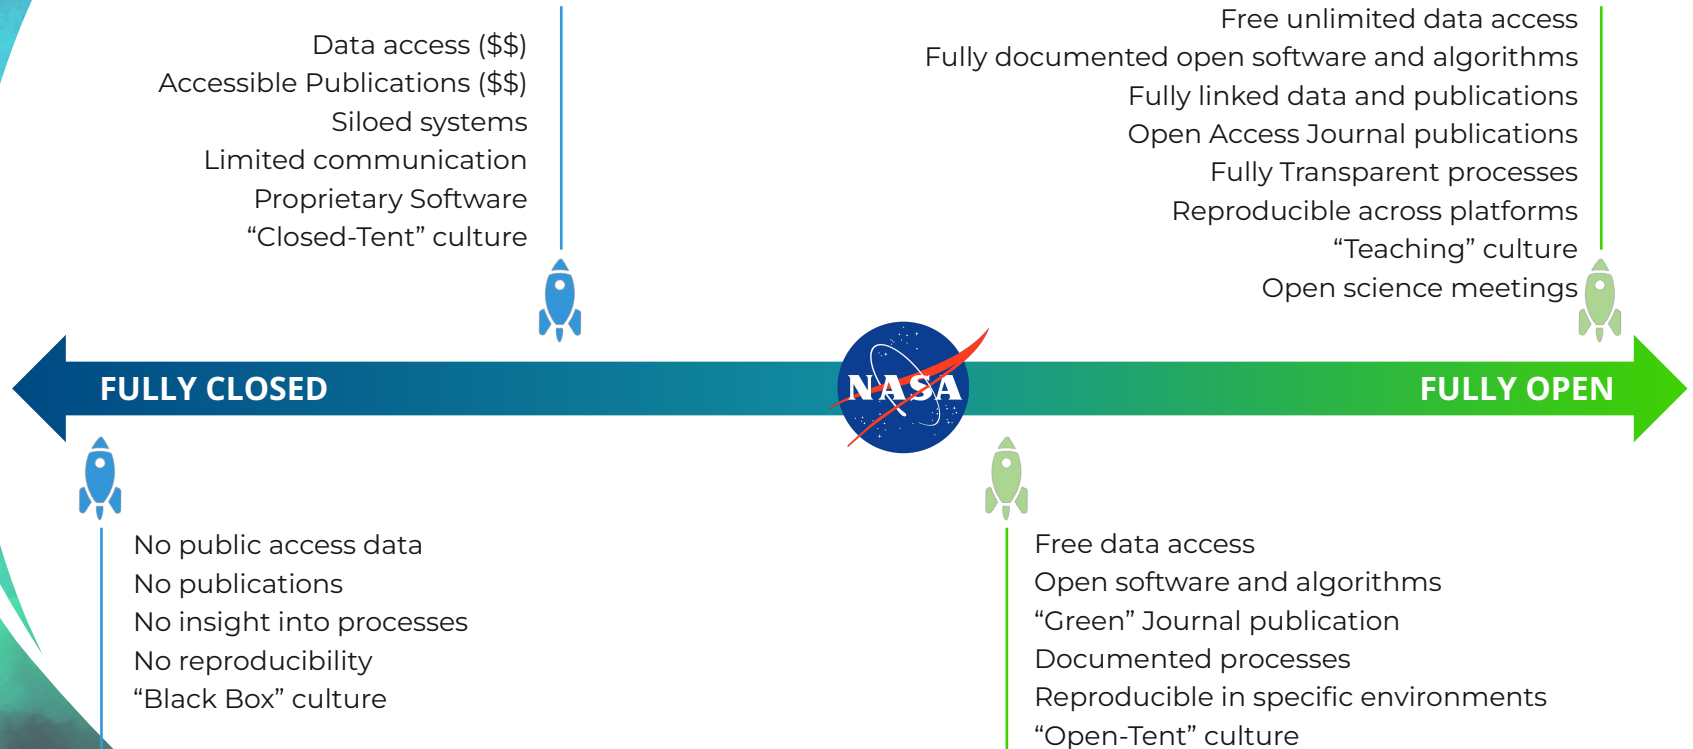 Data access ($$)
Accessible Publications ($$)
Siloed systems
Limited communication
Proprietary Software
“Closed-Tent” culture
Free unlimited data access
Fully documented open software and algorithms
Fully linked data and publications
Open Access Journal publications
Fully Transparent processes
Reproducible across platforms
“Teaching” culture
Open science meetings
FULLY CLOSED
NASA
FULLY OPEN
No public access data
No publications
No insight into processes
No reproducibility
“Black Box” culture
Free data access
Open software and algorithms
“Green” Journal publication
Documented processes
Reproducible in specific environments
“Open-Tent” culture